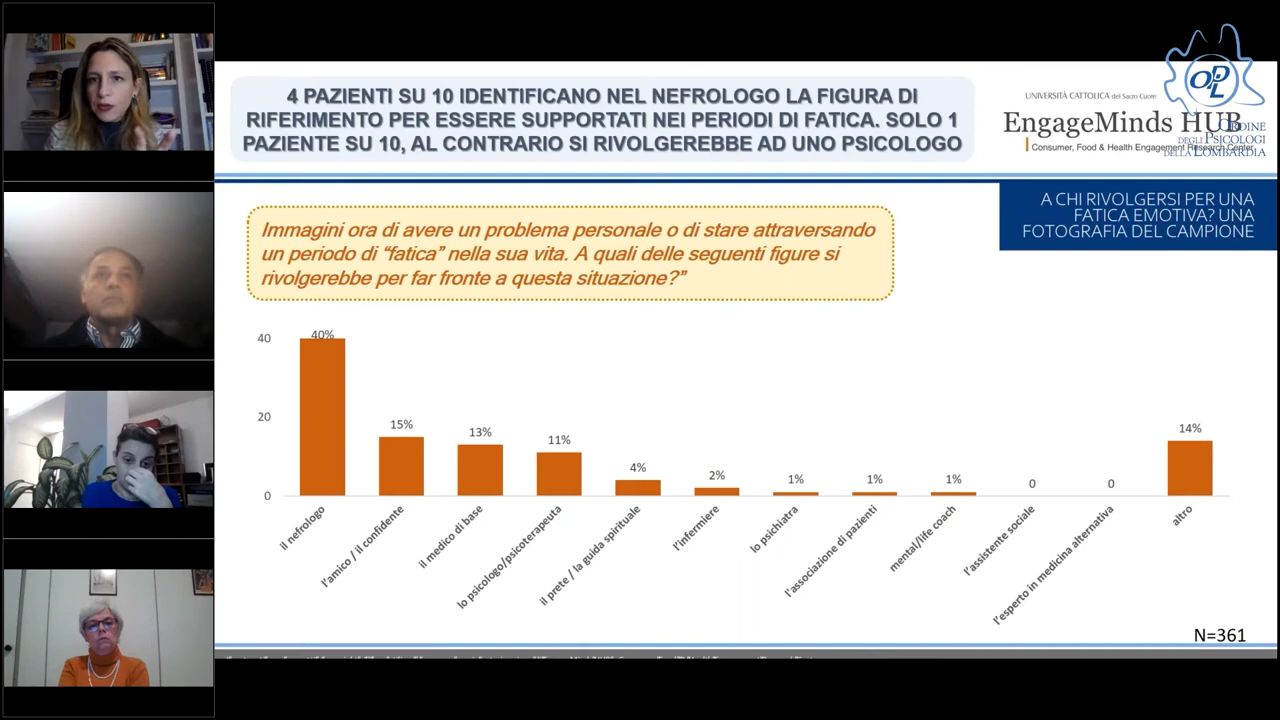 4 PAZIENTI SU 10 IDENTIFICANO NEL NEFROLOGO LA FIGURA DI
RIFERIMENTO PER ESSERE SUPPORTATI NEI PERIODI DI FATICA. SOLO 1
PAZIENTE SU 10, AL CONTRARIO SI RIVOLGEREBBE AD UNO PSICOLOGO
OPL
UNIVERSITÀ CATTOLICA del Sacro Cuore
EngageMinds HUB
Consumer, Food & Health Engagement Research Center
ORDINE
DEGLI PSICOLOGI
DELLA LOMBARDIA
A CHI RIVOLGERSI PER UNA
FATICA EMOTIVA? UNA
FOTOGRAFIA DEL CAMPIONE
Immagini ora di avere un problema personale o di stare attraversando
un periodo di “fatica” nella sua vita. A quali delle seguenti figure si
rivolgerebbe per far fronte a questa situazione?”
40
20
0
40%
15%
13%
11%
4%
2%
1%
1%
1%
0
0
14%
il nefrologo
l'amico / il confidente
il medico di base
lo psicologo/psicoterapeuta
il prete / la guida spirituale
l'infermiere
lo psichiatra
l'associazione di pazienti
mental/life coach
l'assistente sociale
l'esperto in medicina alternativa
altro
N=361